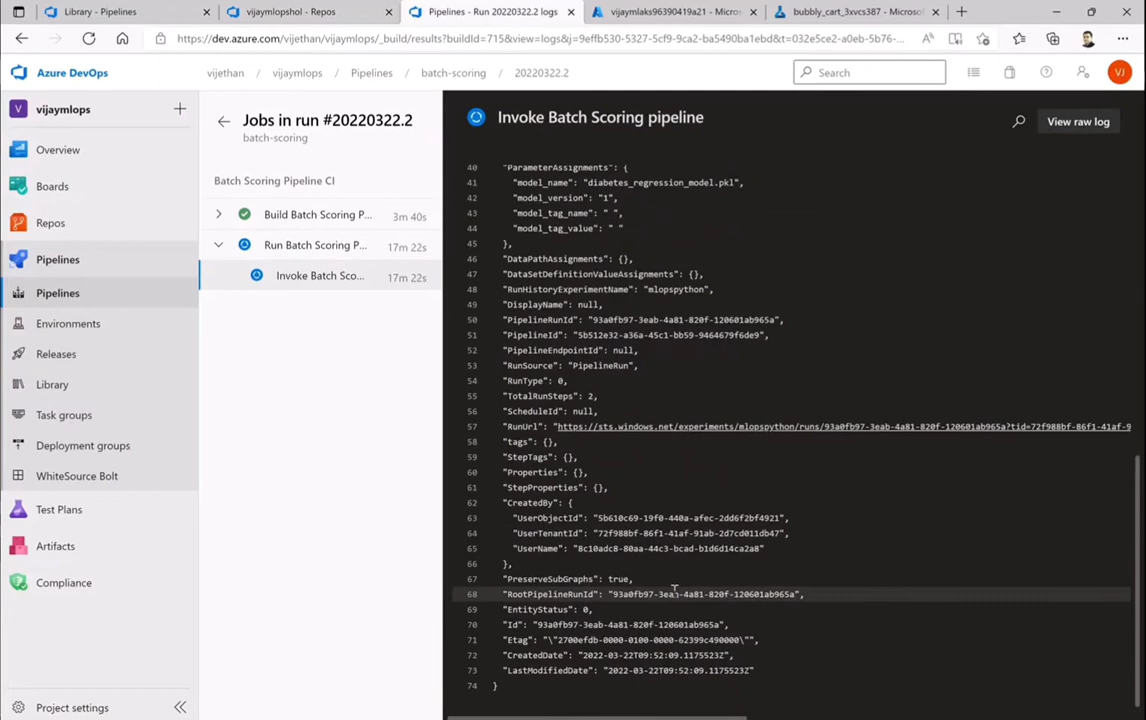 Library - Pipelines
vijaymlopshol - Repos
Pipelines - Run 20220322.2 logs
vijaymlaks96390419a21 - Microso
bubbly_cart_3xvcs387 - Microsof
https://dev.azure.com/vijethan/vijaymlops/_build/results?buildId=715&view=logs&j=9effb530-5327-5cf9-9ca2-ba5490ba1ebd&t=032e5ce2-a0eb-5b76-...
Azure DevOps
vijethan / vijaymlops / Pipelines / batch-scoring / 20220322.2
Search
VJ
V vijaymlops
Overview
Boards
Repos
Pipelines
Pipelines
Environments
Releases
Library
Task groups
Deployment groups
WhiteSource Bolt
Test Plans
Artifacts
Compliance
Project settings
Jobs in run #20220322.2
batch-scoring
Batch Scoring Pipeline CI
Build Batch Scoring P... 3m 40s
Run Batch Scoring P... 17m 22s
Invoke Batch Sco... 17m 22s
Invoke Batch Scoring pipeline
View raw log
40 "ParameterAssignments": {
41 "model_name": "diabetes_regression_model.pkl",
42 "model_version": "1",
43 "model_tag_name": " ",
44 "model_tag_value": " "
45 },
46 "DataPathAssignments": {},
47 "DataSetDefinitionValueAssignments": {},
48 "RunHistoryExperimentName": "mlopspython",
49 "DisplayName": null,
50 "PipelineRunId": "93a0fb97-3eab-4a81-820f-120601ab965a",
51 "PipelineId": "5b512e32-a36a-45c1-bb59-9464679f6de9",
52 "PipelineEndpointId": null,
53 "RunSource": "PipelineRun",
54 "RunType": 0,
55 "TotalRunSteps": 2,
56 "ScheduleId": null,
57 "RunUrl": "https://sts.windows.net/experiments/mlopspython/runs/93a0fb97-3eab-4a81-820f-120601ab965a?tid=72f988bf-86f1-41af-9
58 "tags": {},
59 "StepTags": {},
60 "Properties": {},
61 "StepProperties": {},
62 "CreatedBy": {
63 "UserObjectId": "5b610c69-19f0-440a-afec-2dd6f2bf4921",
64 "UserTenantId": "72f988bf-86f1-41af-91ab-2d7cd011db47",
65 "UserName": "8c10adc8-80aa-44c3-bcad-b1d6d14ca2a8"
66 },
67 "PreserveSubGraphs": true,
68 "RootPipelineRunId": "93a0fb97-3eab-4a81-820f-120601ab965a",
69 "EntityStatus": 0,
70 "Id": "93a0fb97-3eab-4a81-820f-120601ab965a",
71 "Etag": "\"2700efdb-0000-0100-0000-62399c490000\"",
72 "CreatedDate": "2022-03-22T09:52:09.1175523Z",
73 "LastModifiedDate": "2022-03-22T09:52:09.1175523Z"
74 }